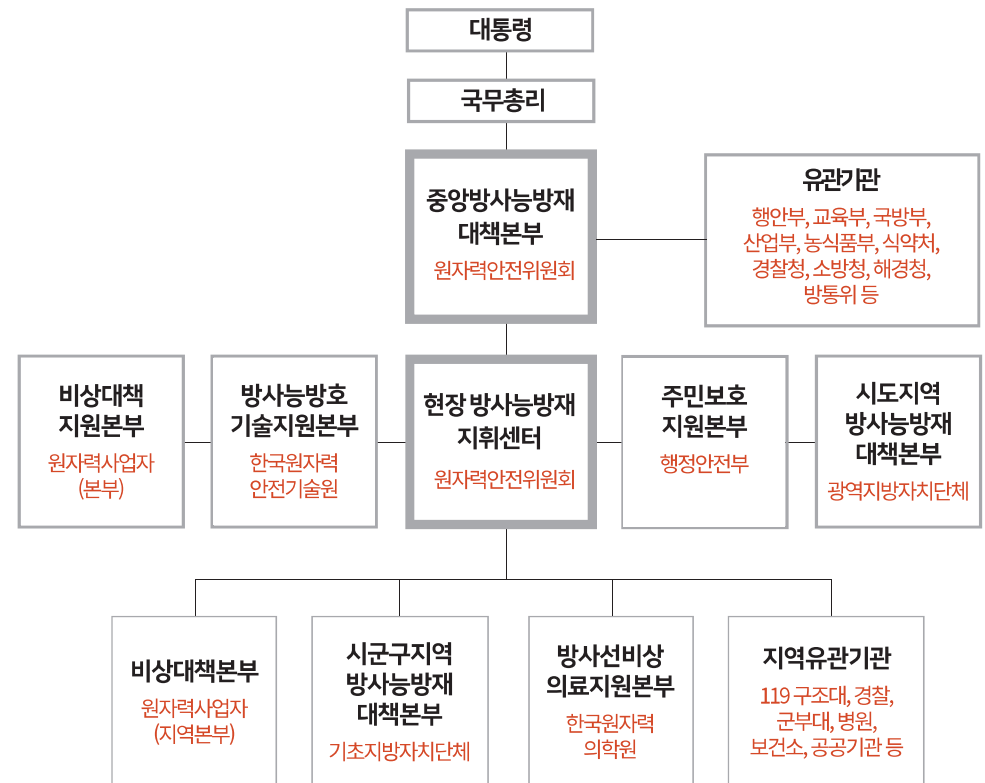 대통령
국무총리
중앙방사능방재
대책본부
원자력안전위원회
유관기관
행안부, 교육부, 국방부,
산업부, 농식품부, 식약처,
경찰청, 소방청, 해경청,
방통위 등
비상대책
지원본부
원자력사업자
(본부)
방사능방호
기술지원본부
한국원자력
안전기술원
현장 방사능방재
지휘센터
원자력안전위원회
주민보호
지원본부
행정안전부
시도지역
방사능방재
대책본부
광역지방자치단체
비상대책본부
원자력사업자
(지역본부)
시군구지역
방사능방재
대책본부
기초지방자치단체
방사선비상
의료지원본부
한국원자력
의학원
지역유관기관
119 구조대, 경찰,
군부대, 병원,
보건소, 공공기관 등